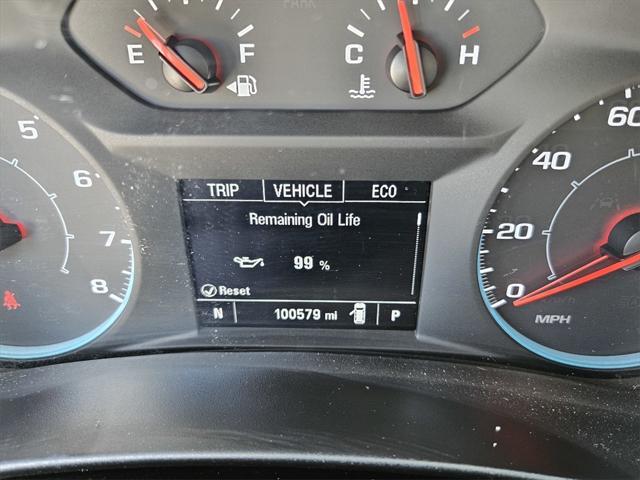 PARK
E F
C H
5
6
7
8
TRIP VEHICLE ECO
Remaining Oil Life
99 %
Reset
N 100579 mi P
60
40
20
0
MPH